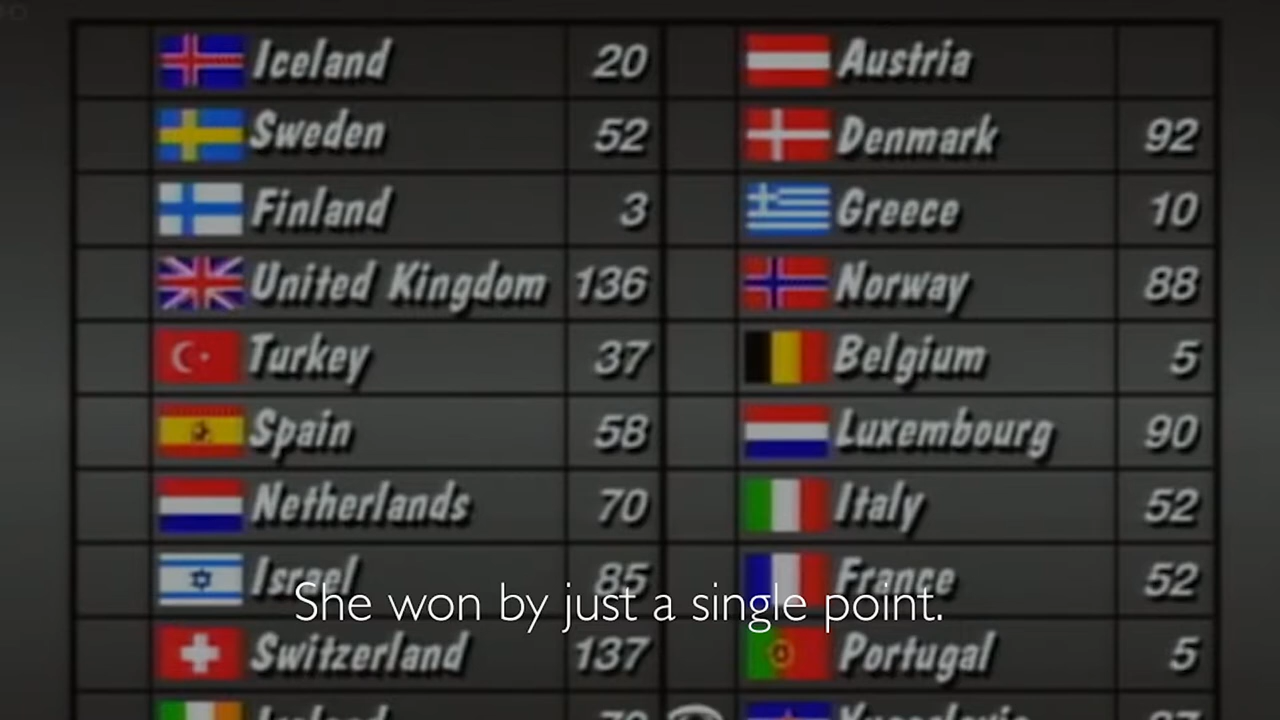 Iceland 20 Austria
Sweden 52 Denmark 92
Finland 3 Greece 10
United Kingdom 136 Norway 88
Turkey 37 Belgium 5
Spain 58 Luxembourg 90
Netherlands 70 Italy 52
Israel 85 France 52
She won by just a single point.
Switzerland 137 Portugal 5